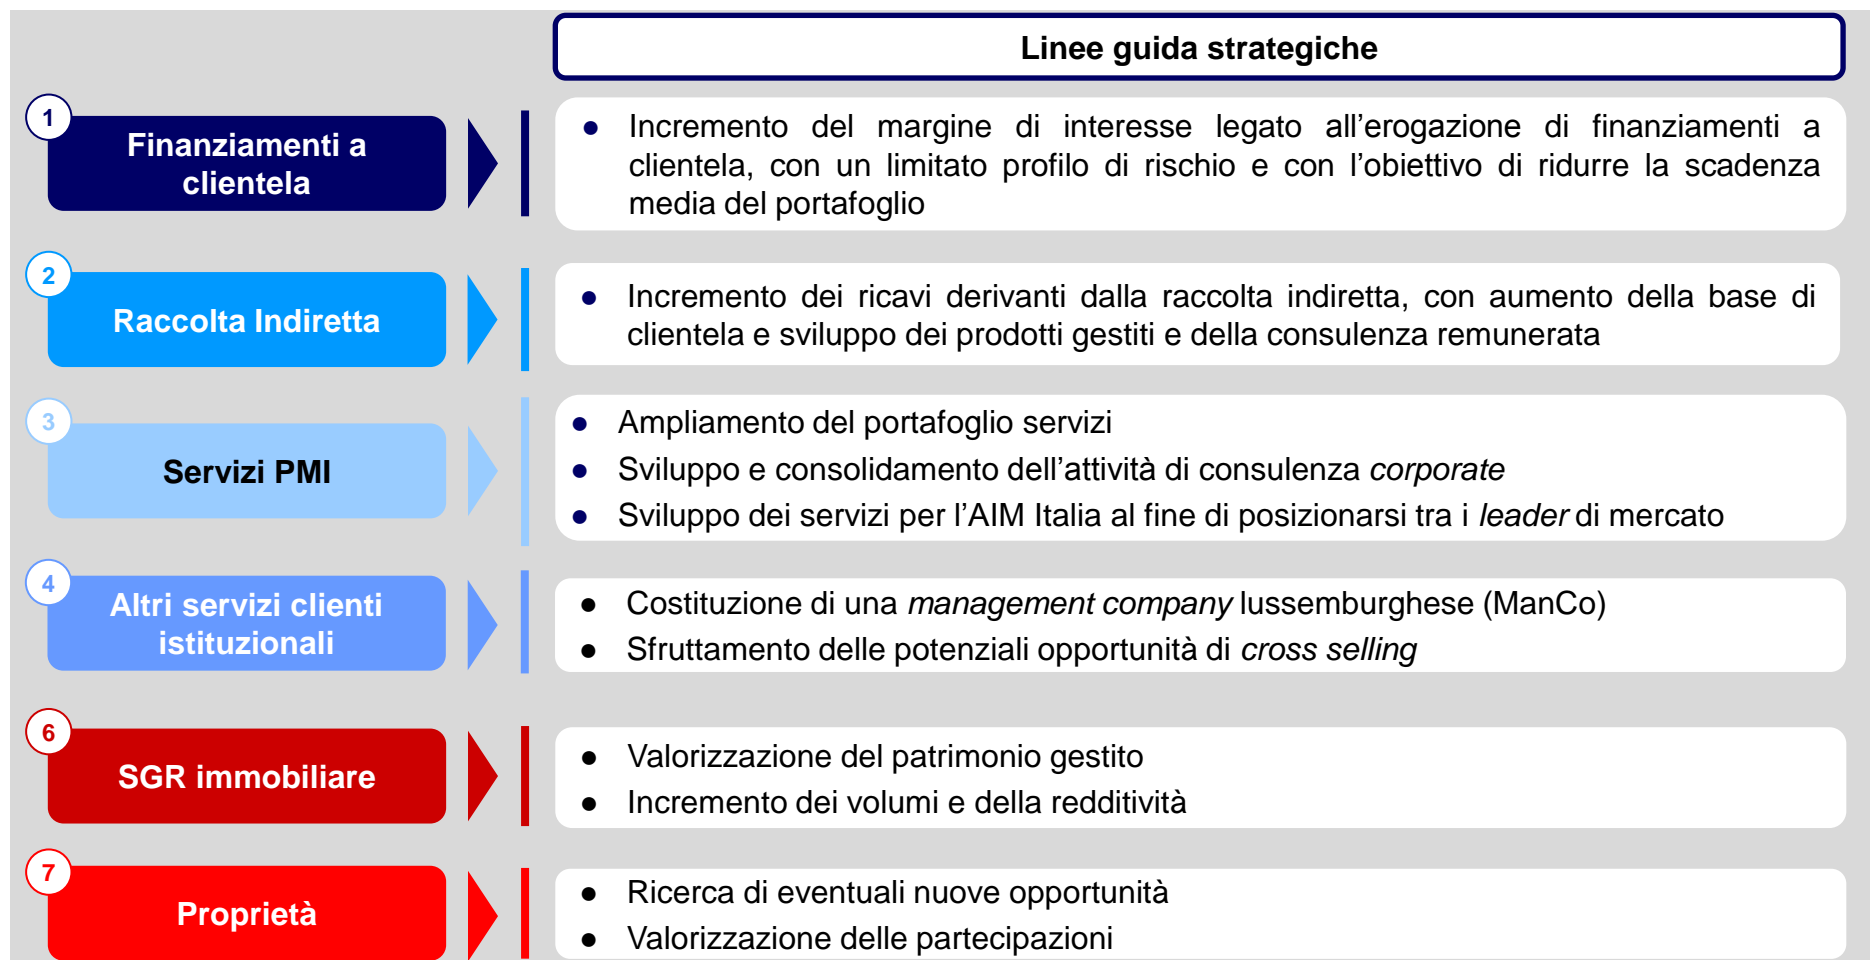 Linee guida strategiche
1
Finanziamenti a
clientela
● Incremento del margine di interesse legato all'erogazione di finanziamenti a
clientela, con un limitato profilo di rischio e con l'obiettivo di ridurre la scadenza
media del portafoglio
2
Raccolta Indiretta
● Incremento dei ricavi derivanti dalla raccolta indiretta, con aumento della base di
clientela e sviluppo dei prodotti gestiti e della consulenza remunerata
3
Servizi PMI
● Ampliamento del portafoglio servizi
● Sviluppo e consolidamento dell'attività di consulenza corporate
● Sviluppo dei servizi per l'AIM Italia al fine di posizionarsi tra i leader di mercato
4
Altri servizi clienti
istituzionali
● Costituzione di una management company lussemburghese (ManCo)
● Sfruttamento delle potenziali opportunità di cross selling
6
SGR immobiliare
● Valorizzazione del patrimonio gestito
● Incremento dei volumi e della redditività
7
Proprietà
● Ricerca di eventuali nuove opportunità
● Valorizzazione delle partecipazioni